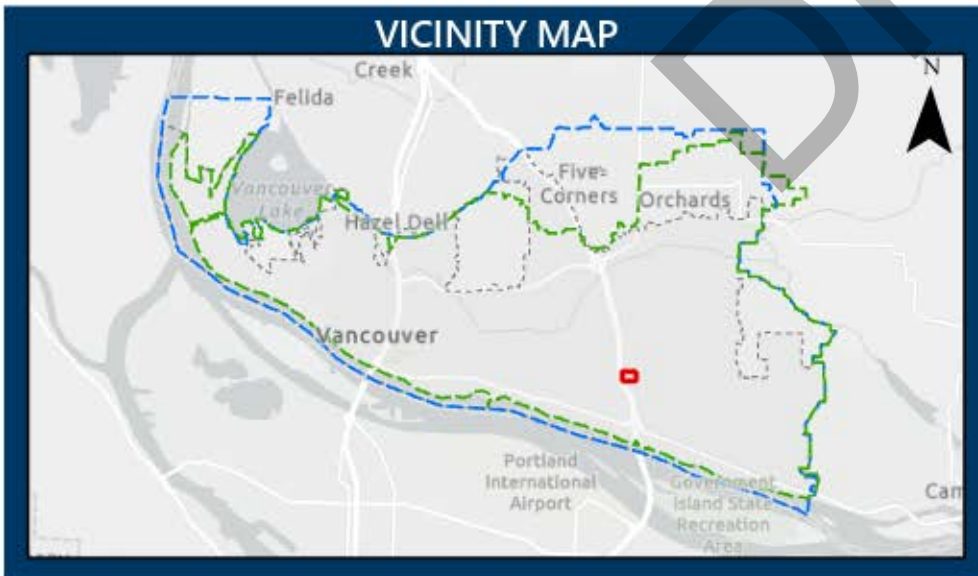 VICINITY MAP
Creek
N
Felida
Vancouver
Lake
Five
Corners
Orchards
Hazel Dell
Vancouver
Portland
International
Airport
Government
Island State
Recreation
Area
Cam